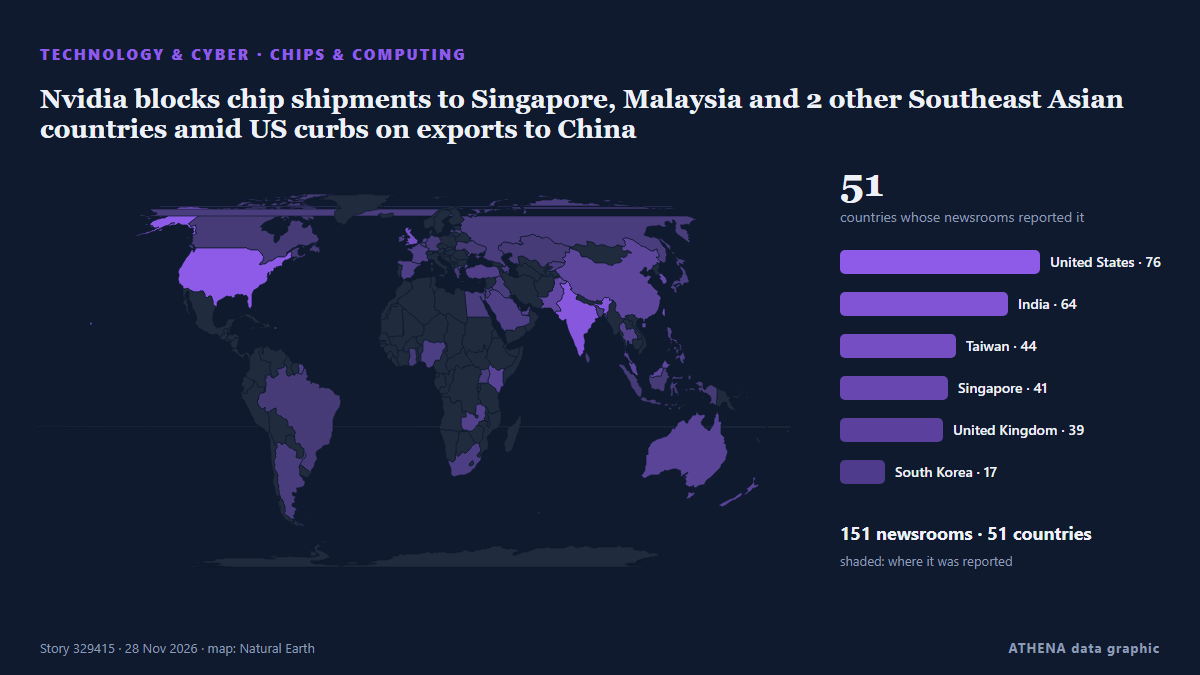 TECHNOLOGY & CYBER · CHIPS & COMPUTING
Nvidia blocks chip shipments to Singapore, Malaysia and 2 other Southeast Asian
countries amid US curbs on exports to China
51
countries whose newsrooms reported it
United States · 76
India · 64
Taiwan · 44
Singapore · 41
United Kingdom · 39
South Korea · 17
151 newsrooms · 51 countries
shaded: where it was reported
Story 329415 · 28 Nov 2026 · map: Natural Earth
ATHENA data graphic